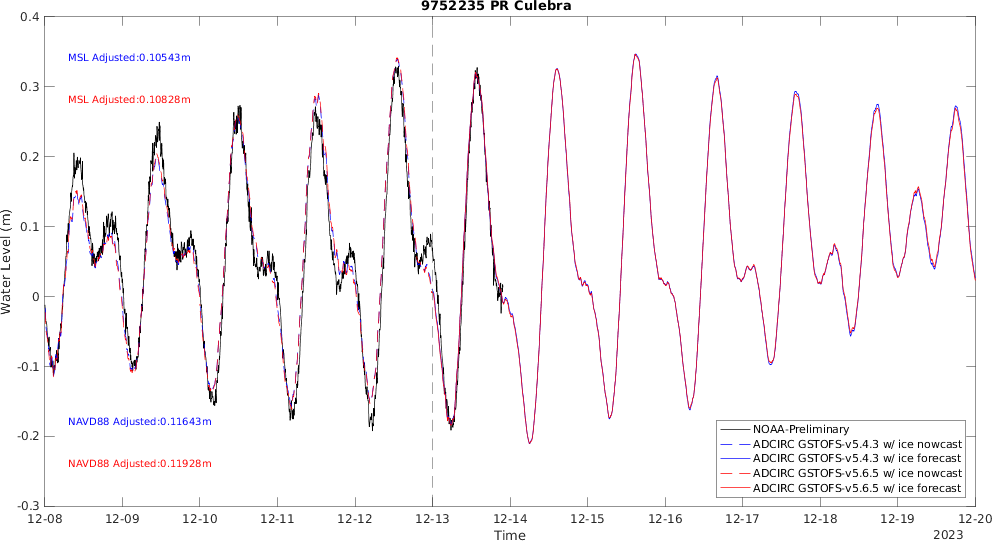 9752235 PR Culebra
0.4
0.3
0.2
0.1
0
-0.1
-0.2
-0.3
Water Level (m)
MSL Adjusted:0.10543m
MSL Adjusted:0.10828m
NAVD88 Adjusted:0.11643m
NAVD88 Adjusted:0.11928m
NOAA-Preliminary
ADCIRC GSTOFS-v5.4.3 w/ ice nowcast
ADCIRC GSTOFS-v5.4.3 w/ ice forecast
ADCIRC GSTOFS-v5.6.5 w/ ice nowcast
ADCIRC GSTOFS-v5.6.5 w/ ice forecast
12-08 12-09 12-10 12-11 12-12 12-13 12-14 12-15 12-16 12-17 12-18 12-19 12-20
Time
2023